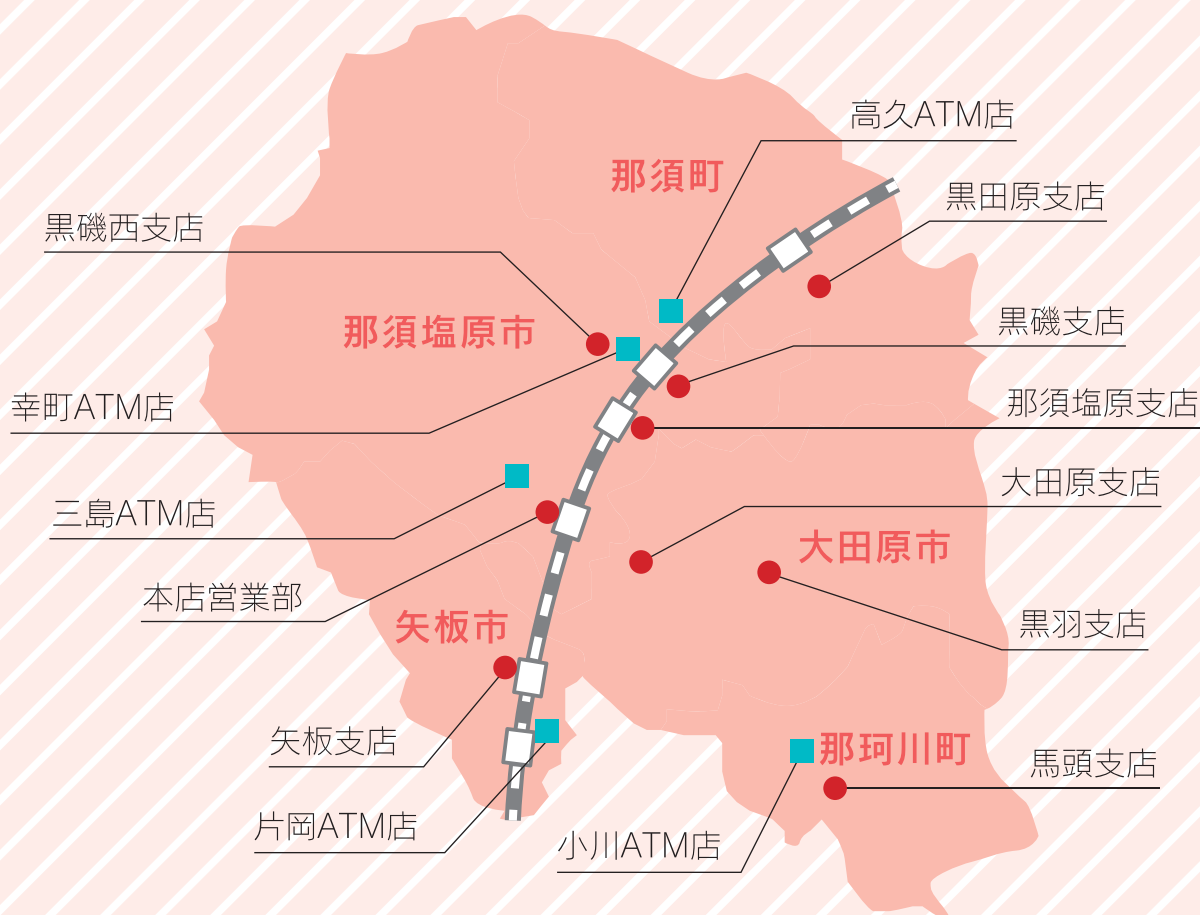 高久ATM店
那須町
黒田原支店
黒磯西支店
黒磯支店
那須塩原市
那須塩原支店
幸町ATM店
大田原支店
三島ATM店
大田原市
本店営業部
黒羽支店
矢板市
矢板支店
那珂川町
馬頭支店
片岡ATM店
小川ATM店